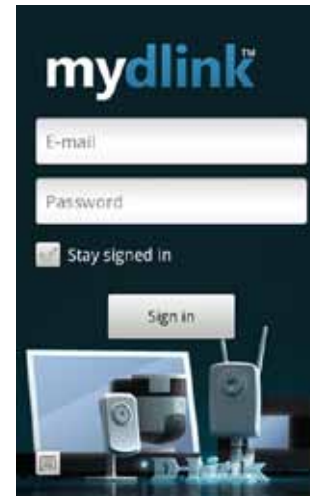 mydlink™
E-mail
Password
Stay signed in
Sign in
D-Link